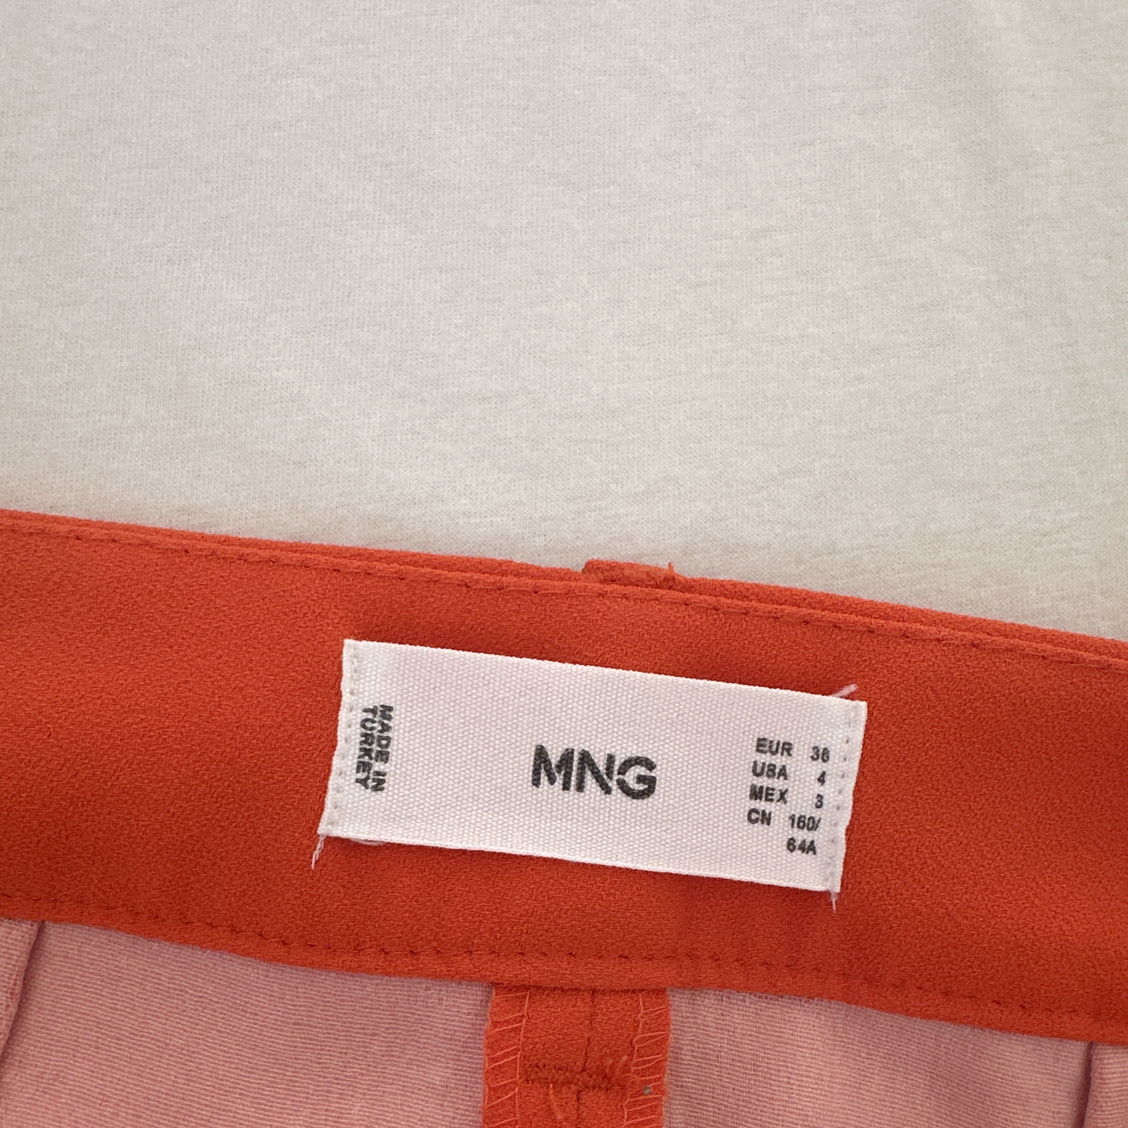 MADE IN
TURKEY
MNG
EUR 36
USA 4
MEX 3
CN 160/
64A